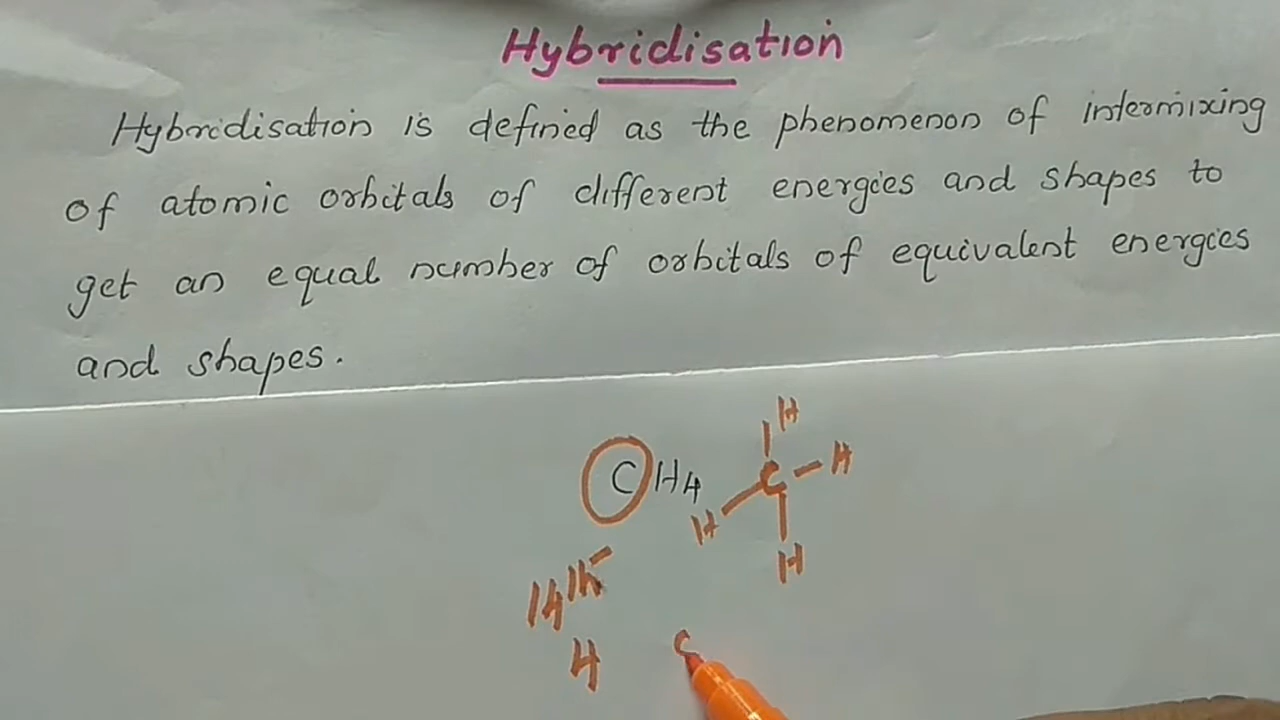 Hybridisation
Hybridisation is defined as the phenomenon of intermixing
of atomic orbitals of different energies and shapes to
get an equal number of orbitals of equivalent energies
and shapes.
H
CH4 C H
H
H
4